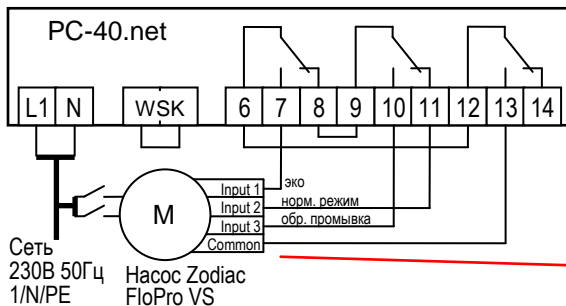 PC-40.net
L1 N WSK 6 7 8 9 10 11 12 13 14
Input 1 эко
Input 2 норм. режим
Input 3 обр. промывка
Common
M
Сеть
230В 50Гц
1/N/PE
Насос Zodiac
FloPro VS